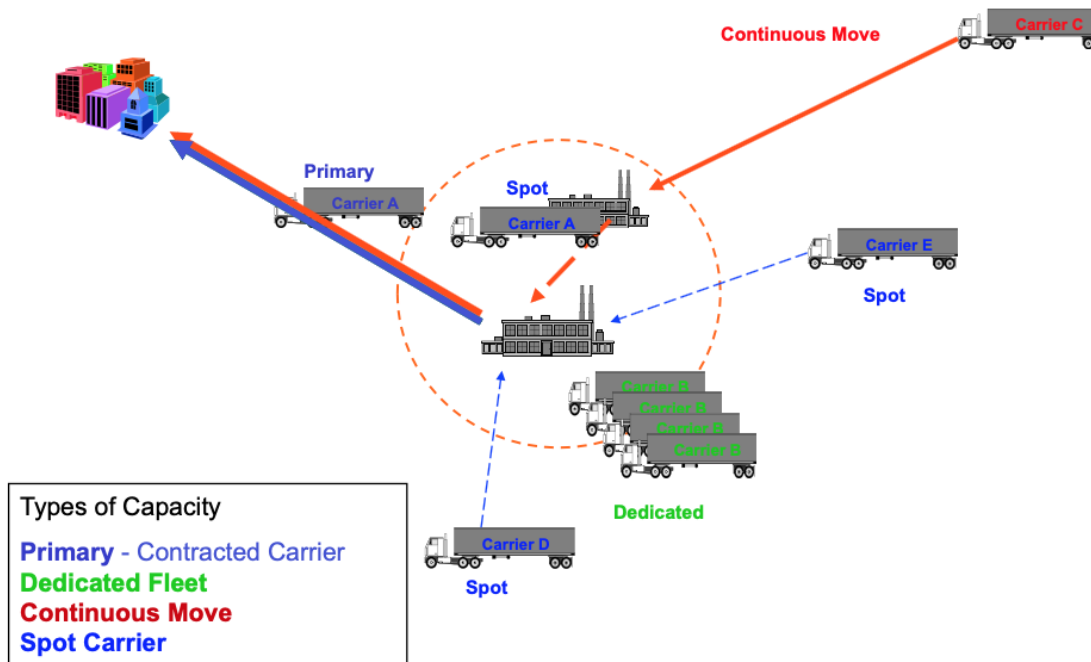 Continuous Move
Carrier C
Primary
Carrier A
Spot
Carrier A
Carrier E
Spot
Carrier B
Carrier B
Carrier B
Carrier B
Dedicated
Carrier D
Spot
Types of Capacity
Primary - Contracted Carrier
Dedicated Fleet
Continuous Move
Spot Carrier